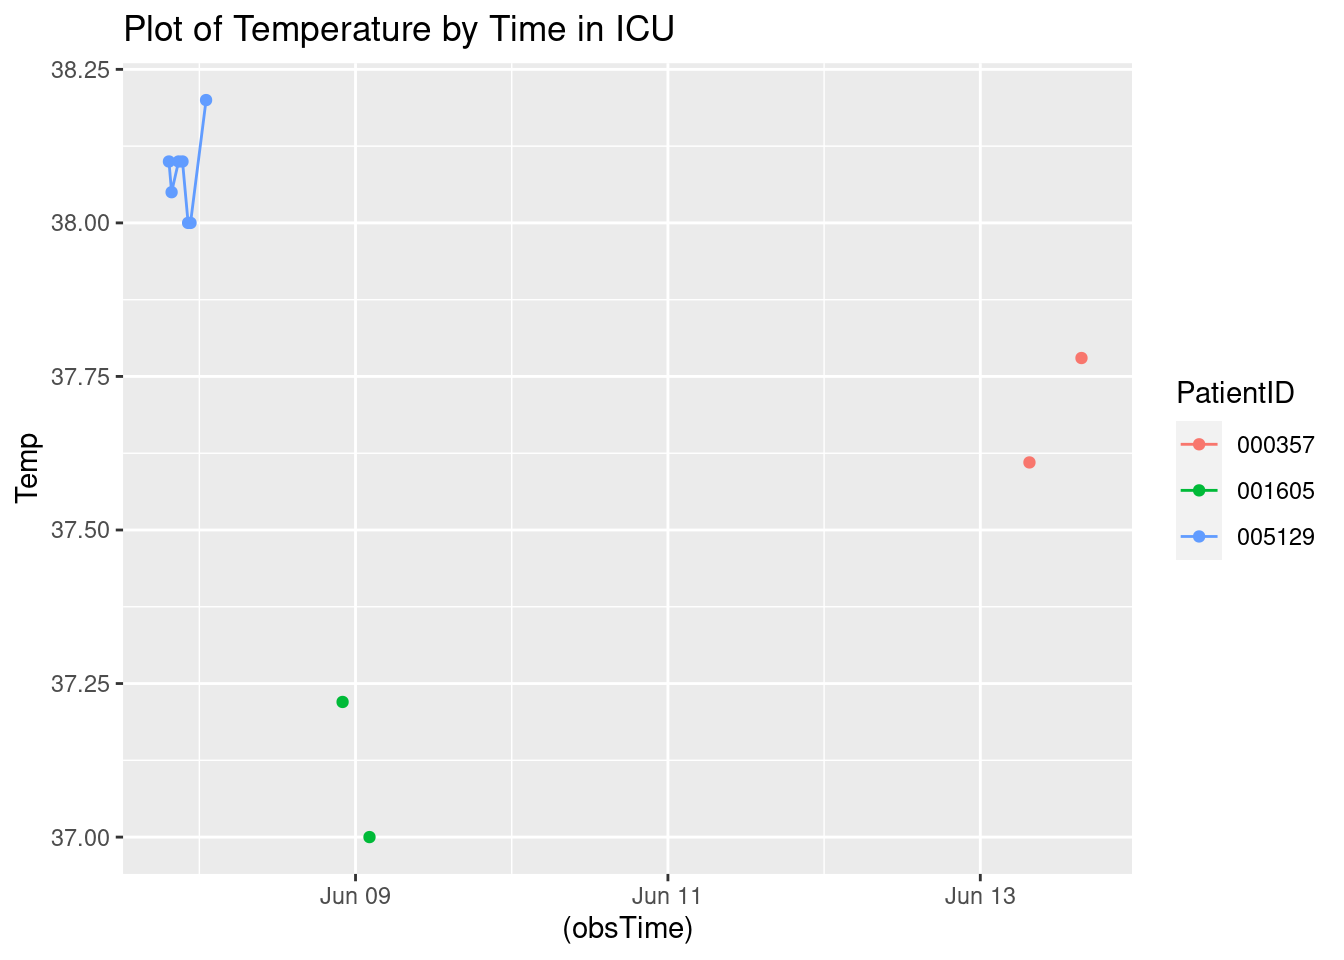 Plot of Temperature by Time in ICU
38.25
38.00
37.75
37.50
37.25
37.00
Temp
Jun 09
Jun 11
Jun 13
(obsTime)
PatientID
000357
001605
005129